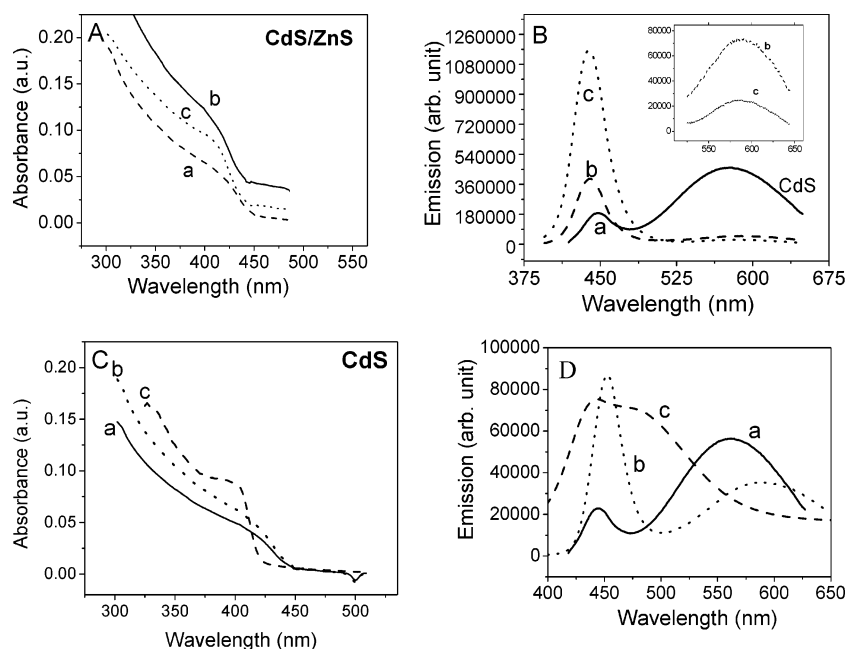 A
CdS/ZnS
0.20
0.15
0.10
0.05
0.00
b
c
a
300
350
400
450
500
550
Wavelength (nm)
Absorbance (a.u.)
B
1260000
1080000
900000
720000
540000
360000
180000
0
c
b
a
CdS
375
450
525
600
675
Wavelength (nm)
Emission (arb. unit)
80000
60000
40000
20000
0
b
c
550
600
650
C
CdS
0.20
0.15
0.10
0.05
0.00
b
c
a
300
350
400
450
500
Wavelength (nm)
Absorbance (a.u.)
D
100000
80000
60000
40000
20000
0
c
a
b
400
450
500
550
600
650
Wavelength (nm)
Emission (arb. unit)